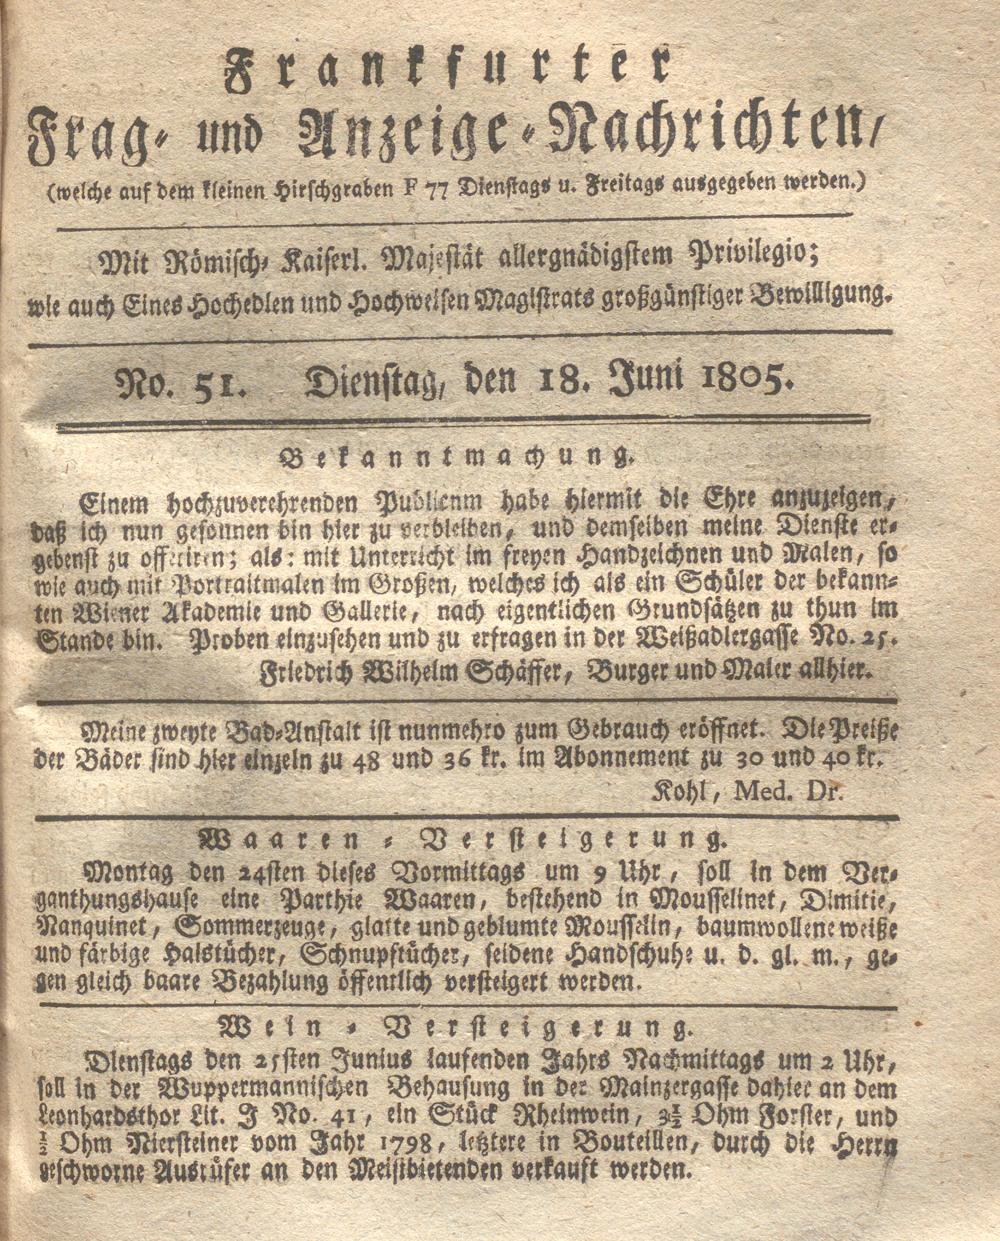 Frankfurter
Frag- und Anzeige-Nachrichten,
(welche auf dem kleinen Hirschgraben F 77 Dienstags u. Freitags ausgegeben werden.)
Mit Römisch- Kaiserl. Majestät allergnädigstem Privilegio;
wie auch Eines Hochedlen und Hochweisen Magistrats großgünstiger Bewilligung.
No. 51. Dienstag, den 18. Juni 1805.
Bekanntmachung.
Einem hochzuverehrenden Publicum habe hiermit die Ehre anzuzeigen,
daß ich nun gesonnen bin hier zu verbleiben, und demselben meine Dienste er-
gebenst zu offeriren; als: mit Unterricht im freyen Handzeichnen und Malen, so
wie auch mit Portraitmalen im Großen, welches ich als ein Schüler der bekann-
ten Wiener Akademie und Gallerie, nach eigentlichen Grundsätzen zu thun im
Stande bin. Proben einzusehen und zu erfragen in der Weißadlergasse No. 25.
Friedrich Wilhelm Schäffer, Burger und Maler allhier.
Meine zweyte Bad-Anstalt ist nunmehro zum Gebrauch eröffnet. Die Preiße
der Bäder sind hier einzeln zu 48 und 36 kr. im Abonnement zu 30 und 40 kr.
Kohl, Med. Dr.
Waaren - Versteigerung.
Montag den 24sten dieses Vormittags um 9 Uhr, soll in dem Ver-
ganthungshause eine Parthie Waaren, bestehend in Mousselinet, Dimitie,
Nanquinet, Sommerzeuge, glatte und geblumte Mousselin, baumwollene weiße
und färbige Halstücher, Schnupftücher, seidene Handschuhe u. d. gl. m., ge-
gen gleich baare Bezahlung öffentlich versteigert werden.
Wein - Versteigerung.
Dienstags den 25sten Junius laufenden Jahrs Nachmittags um 2 Uhr,
soll in der Wuppermannischen Behausung in der Mainzergasse dahier an dem
Leonhardsthor Lit. J No. 41, ein Stück Rheinwein, 3½ Ohm Forster, und
½ Ohm Niersteiner vom Jahr 1798, letztere in Bouteillen, durch die Herrn
geschworne Ausrüfer an den Meistbietenden verkauft werden.